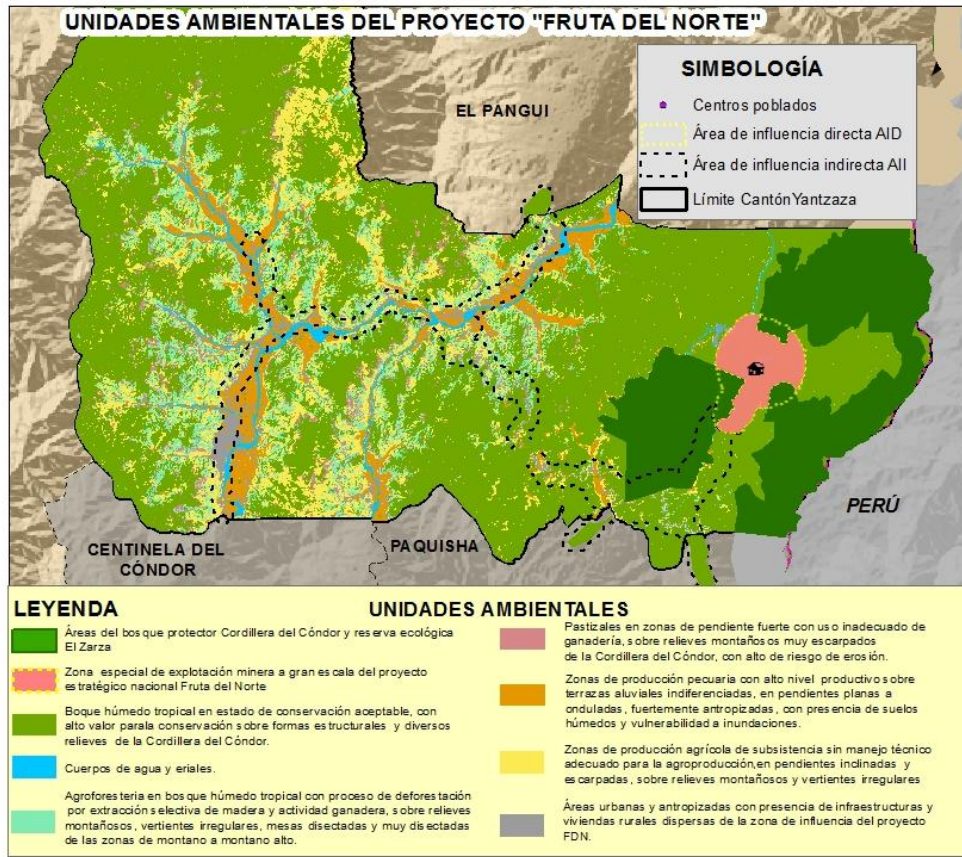 UNIDADES AMBIENTALES DEL PROYECTO "FRUTA DEL NORTE"
SIMBOLOGÍA
Centros poblados
Área de influencia directa AID
Área de influencia indirecta AII
Límite Cantón Yantzaza
EL PANGUI
PERÚ
CENTINELA DEL
CÓNDOR
PAQUISHA
LEYENDA
UNIDADES AMBIENTALES
Áreas del bosque protector Cordillera del Cóndor y reserva ecológica
El Zarza
Zona especial de explotación minera a gran escala del proyecto
estratégico nacional Fruta del Norte
Boque húmedo tropical en estado de conservación aceptable, con
alto valor parala conservación sobre formas estructurales y diversos
relieves de la Cordillera del Cóndor.
Cuerpos de agua y eriales.
Agroforesteria en bosque húmedo tropical con proceso de deforestación
por extracción selectiva de madera y actividad ganadera, sobre relieves
montañosos, vertientes irregulares, mesas disectadas y muy disectadas
de las zonas de montano a montano alto.
Pastizales en zonas de pendiente fuerte con uso inadecuado de
ganadería, sobre relieves montañosos muy escarpados
de la Cordillera del Cóndor, con alto de riesgo de erosión.
Zonas de producción pecuaria con alto nivel productivo sobre
terrazas aluviales indiferenciadas, en pendientes planas a
onduladas, fuertemente antropizadas, con presencia de suelos
húmedos y vulnerabilidad a inundaciones.
Zonas de producción agrícola de subsistencia sin manejo técnico
adecuado para la agroproducción,en pendientes inclinadas y
escarpadas, sobre relieves montañosos y vertientes irregulares
Áreas urbanas y antropizadas con presencia de infraestructuras y
viviendas rurales dispersas de la zona de influencia del proyecto
FDN.